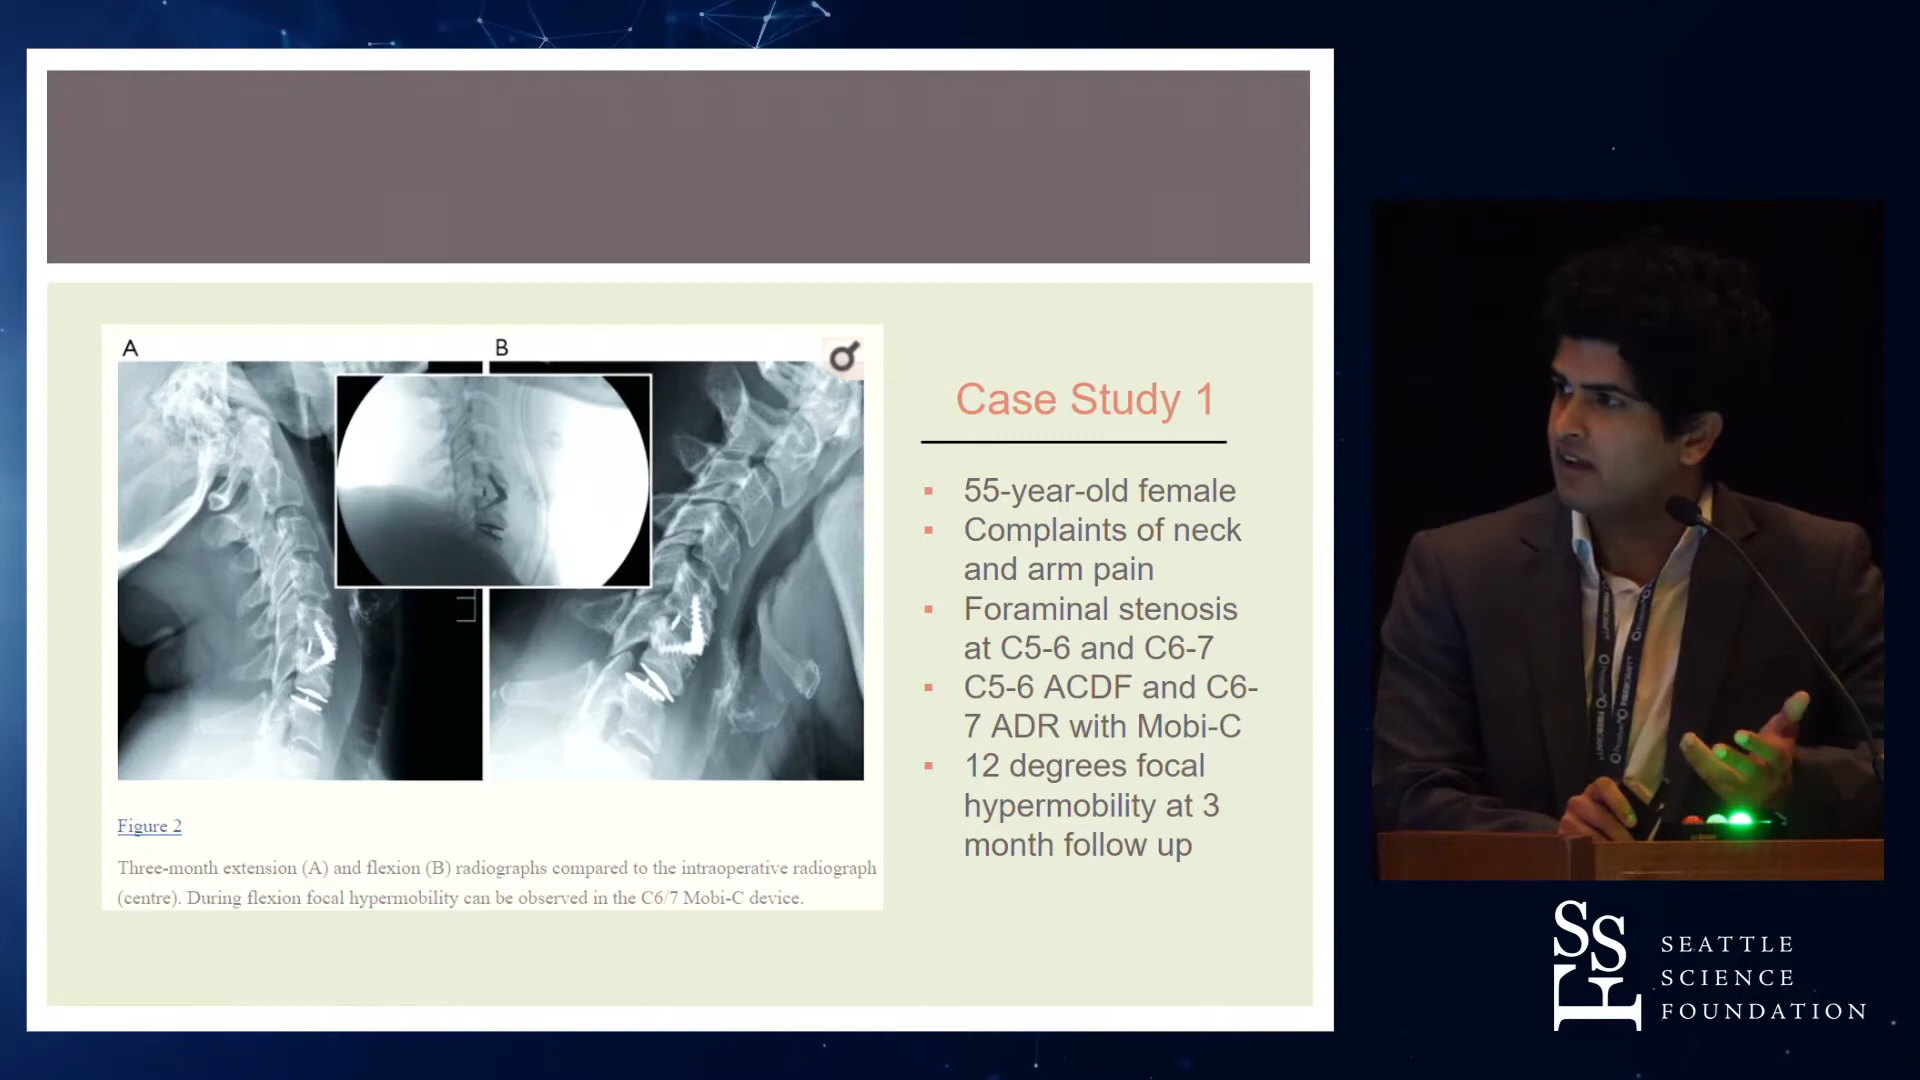 A
B
Figure 2
Three-month extension (A) and flexion (B) radiographs compared to the intraoperative radiograph
(centre). During flexion focal hypermobility can be observed in the C6/7 Mobi-C device.
Case Study 1
▪ 55-year-old female
▪ Complaints of neck
and arm pain
▪ Foraminal stenosis
at C5-6 and C6-7
▪ C5-6 ACDF and C6-
7 ADR with Mobi-C
▪ 12 degrees focal
hypermobility at 3
month follow up
SSF
SEATTLE
SCIENCE
FOUNDATION